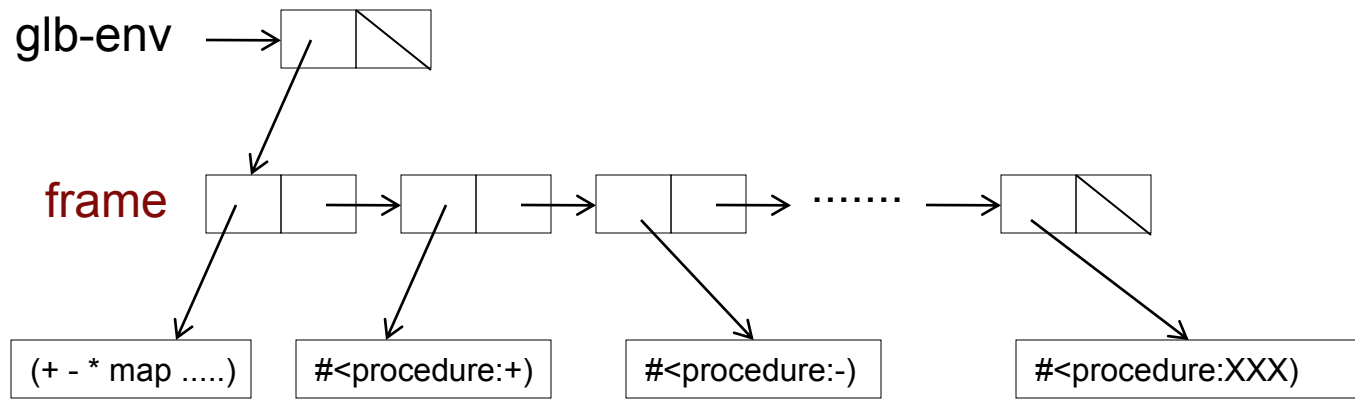 glb-env
frame
.......
(+ - * map .....)
#<procedure:+)
#<procedure:-)
#<procedure:XXX)